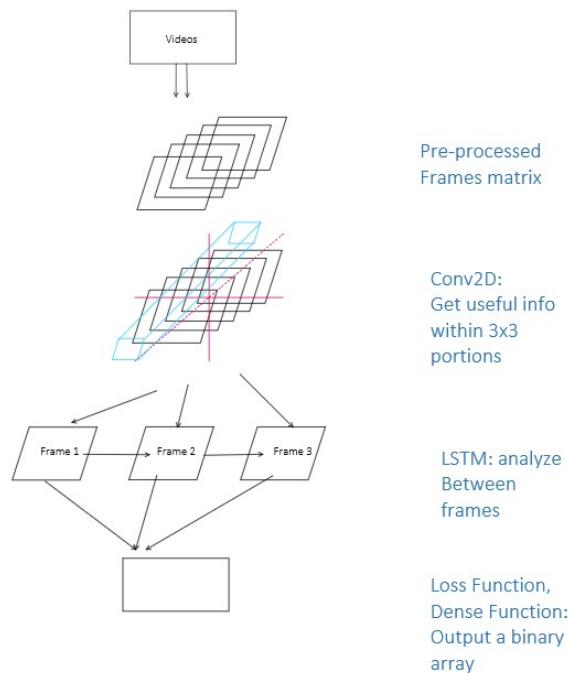 Videos
Pre-processed
Frames matrix
Conv2D:
Get useful info
within 3x3
portions
Frame 1
Frame 2
Frame 3
LSTM: analyze
Between
frames
Loss Function,
Dense Function:
Output a binary
array